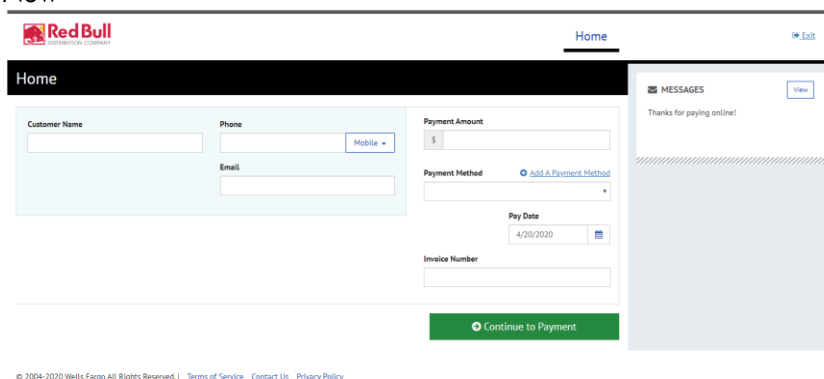 Red Bull
DISTRIBUTION COMPANY
Home
Exit
Home
MESSAGES
View
Thanks for paying online!
Customer Name
Phone
Mobile
Email
Payment Amount
$
Payment Method
Add A Payment Method
Pay Date
4/20/2020
Invoice Number
Continue to Payment
© 2004-2020 Wells Fargo All Rights Reserved. | Terms of Service Contact Us Privacy Policy